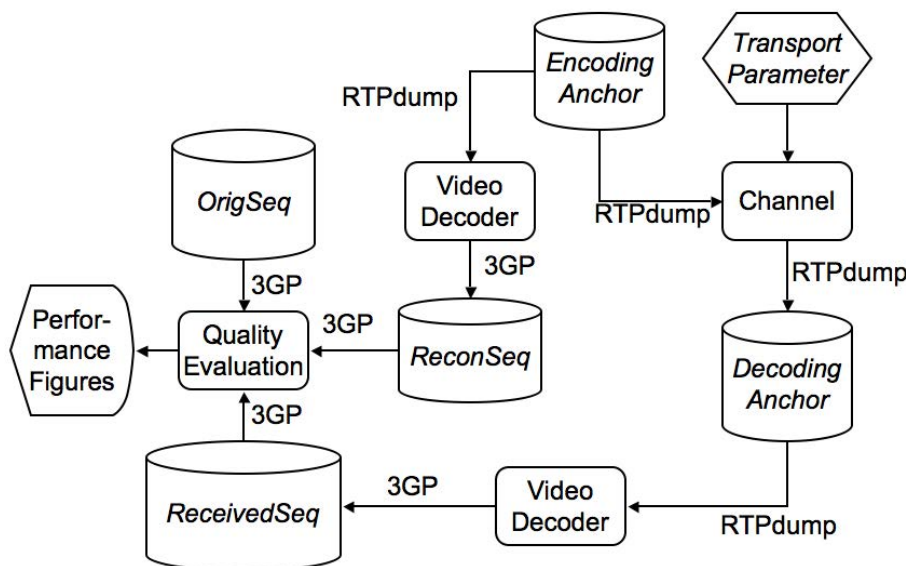 Encoding
Anchor
Transport
Parameter
RTPdump
OrigSeq
Video
Decoder
RTPdump
Channel
3GP
3GP
RTPdump
Perfor-
mance
Figures
Quality
Evaluation
3GP
ReconSeq
Decoding
Anchor
3GP
ReceivedSeq
3GP
Video
Decoder
RTPdump